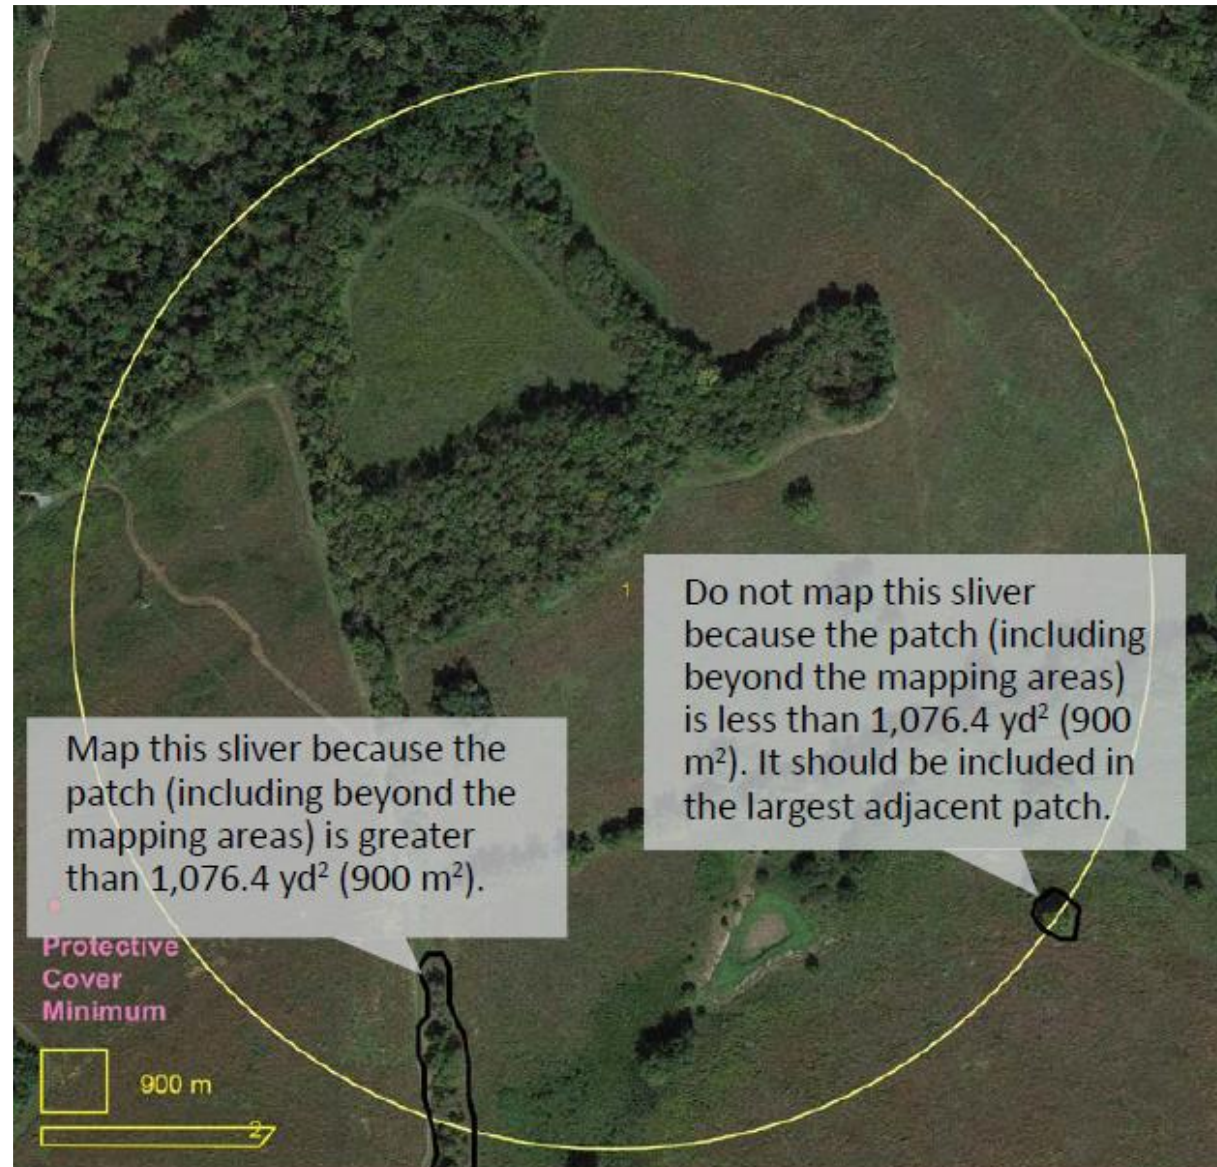 1
Do not map this sliver
because the patch (including
beyond the mapping areas)
is less than 1,076.4 yd² (900
m²). It should be included in
the largest adjacent patch.
Map this sliver because the
patch (including beyond the
mapping areas) is greater
than 1,076.4 yd² (900 m²).
Protective
Cover
Minimum
900 m
2